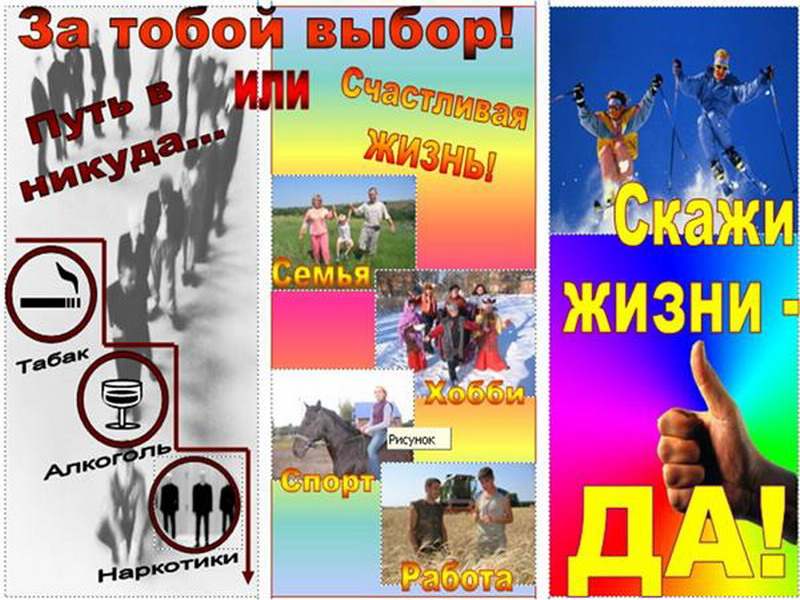 За тобой выбор!
Путь в
никуда...
или
Счастливая
жизнь!
Табак
Алкоголь
Наркотики
Семья
Хобби
Рисунок
Спорт
Работа
Скажи
жизни -
ДА!